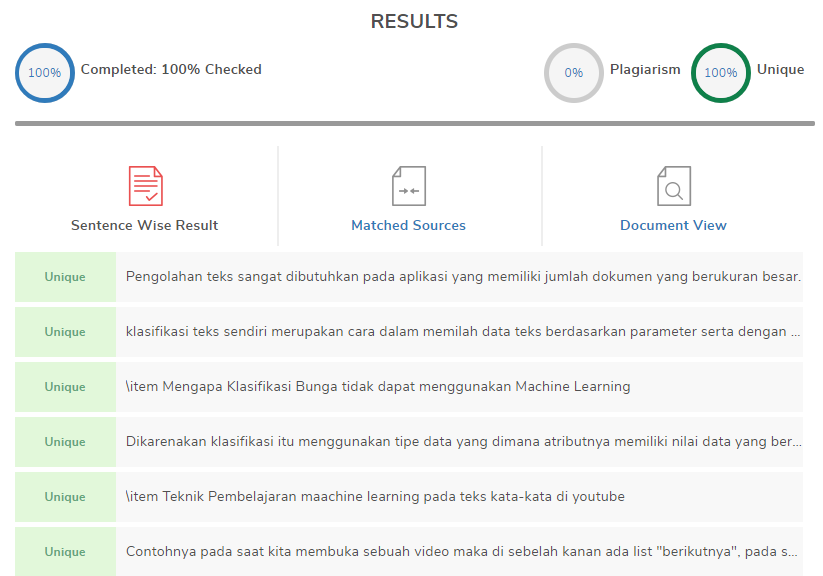 RESULTS
100% Completed: 100% Checked 0% Plagiarism 100% Unique
Sentence Wise Result Matched Sources Document View
Unique Pengolahan teks sangat dibutuhkan pada aplikasi yang memiliki jumlah dokumen yang berukuran besar.
Unique klasifikasi teks sendiri merupakan cara dalam memilah data teks berdasarkan parameter serta dengan ...
Unique \item Mengapa Klasifikasi Bunga tidak dapat menggunakan Machine Learning
Unique Dikarenakan klasifikasi itu menggunakan tipe data yang dimana atributnya memiliki nilai data yang ber...
Unique \item Teknik Pembelajaran maachine learning pada teks kata-kata di youtube
Unique Contohnya pada saat kita membuka sebuah video maka di sebelah kanan ada list "berikutnya", pada s...